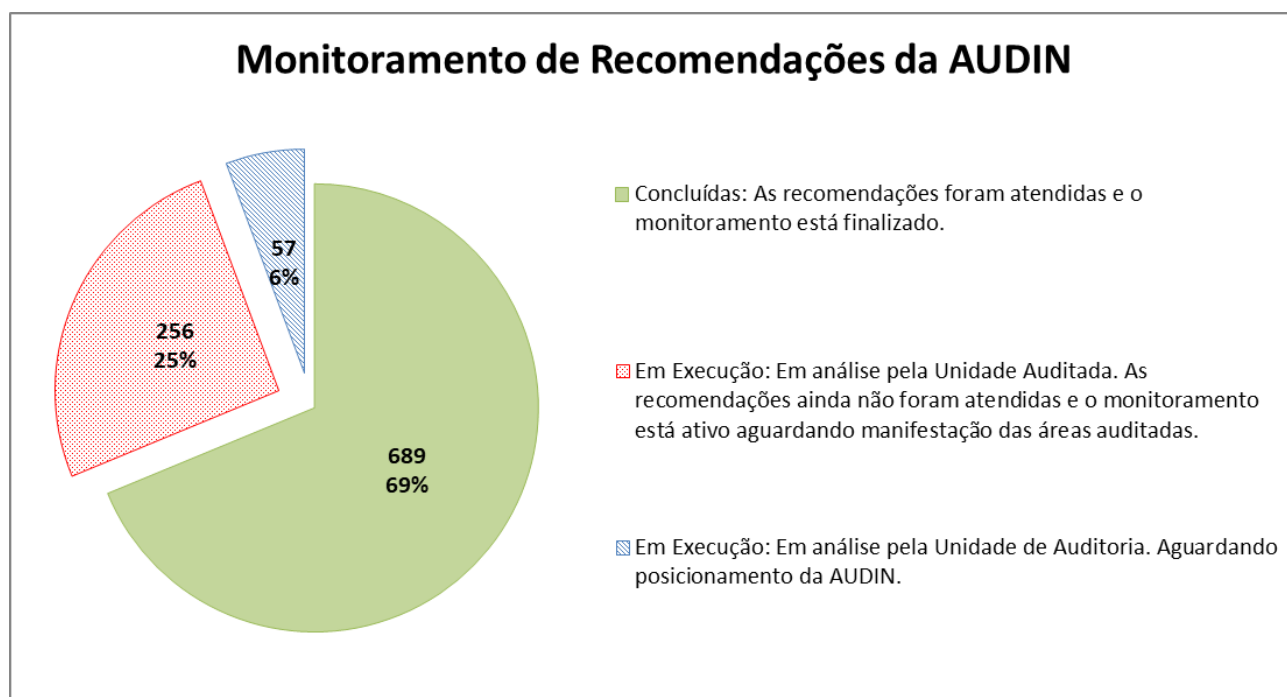 Monitoramento de Recomendações da AUDIN
57
6%
256
25%
689
69%
Concluídas: As recomendações foram atendidas e o
monitoramento está finalizado.
Em Execução: Em análise pela Unidade Auditada. As
recomendações ainda não foram atendidas e o monitoramento
está ativo aguardando manifestação das áreas auditadas.
Em Execução: Em análise pela Unidade de Auditoria. Aguardando
posicionamento da AUDIN.